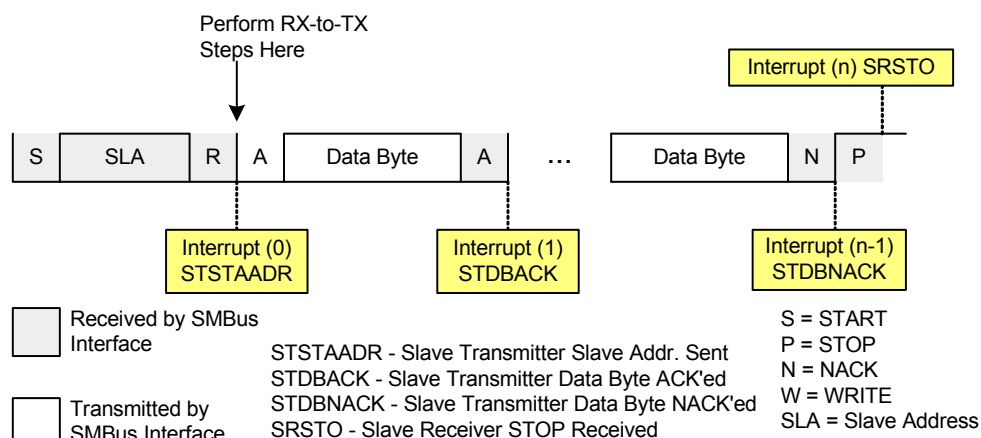 Perform RX-to-TX
Steps Here
Interrupt (n) SRSTO
S
SLA
R
A
Data Byte
A
...
Data Byte
N
P
Interrupt (0)
STSTAADR
Interrupt (1)
STDBACK
Interrupt (n-1)
STDBNACK
Received by SMBus
Interface
Transmitted by
SMBus Interface
STSTAADR - Slave Transmitter Slave Addr. Sent
STDBACK - Slave Transmitter Data Byte ACK'ed
STDBNACK - Slave Transmitter Data Byte NACK'ed
SRSTO - Slave Receiver STOP Received
S = START
P = STOP
N = NACK
W = WRITE
SLA = Slave Address